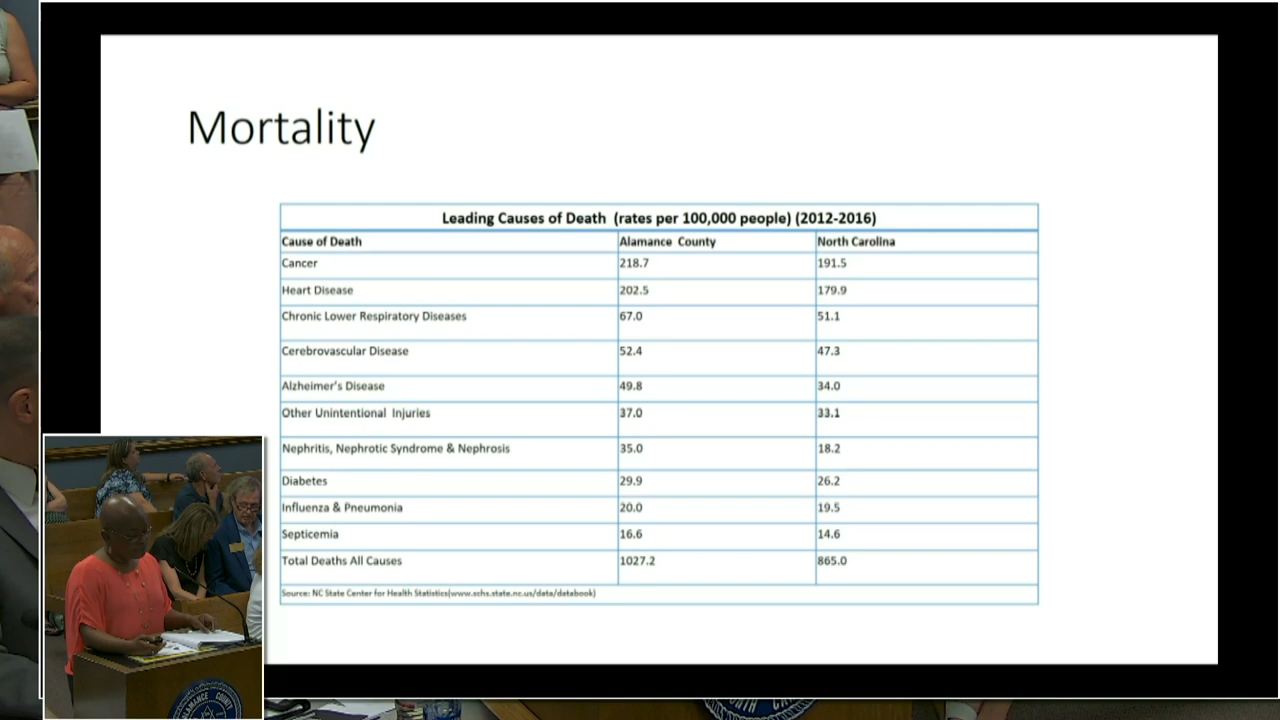 Mortality
Leading Causes of Death (rates per 100,000 people) (2012-2016)
Cause of Death Alamance County North Carolina
Cancer 218.7 191.5
Heart Disease 202.5 179.9
Chronic Lower Respiratory Diseases 67.0 51.1
Cerebrovascular Disease 52.4 47.3
Alzheimer's Disease 49.8 34.0
Other Unintentional Injuries 37.0 33.1
Nephritis, Nephrotic Syndrome & Nephrosis 35.0 18.2
Diabetes 29.9 26.2
Influenza & Pneumonia 20.0 19.5
Septicemia 16.6 14.6
Total Deaths All Causes 1027.2 865.0
Source: NC State Center for Health Statistics(www.schs.state.nc.us/data/databook)
ALAMANCE COUNTY